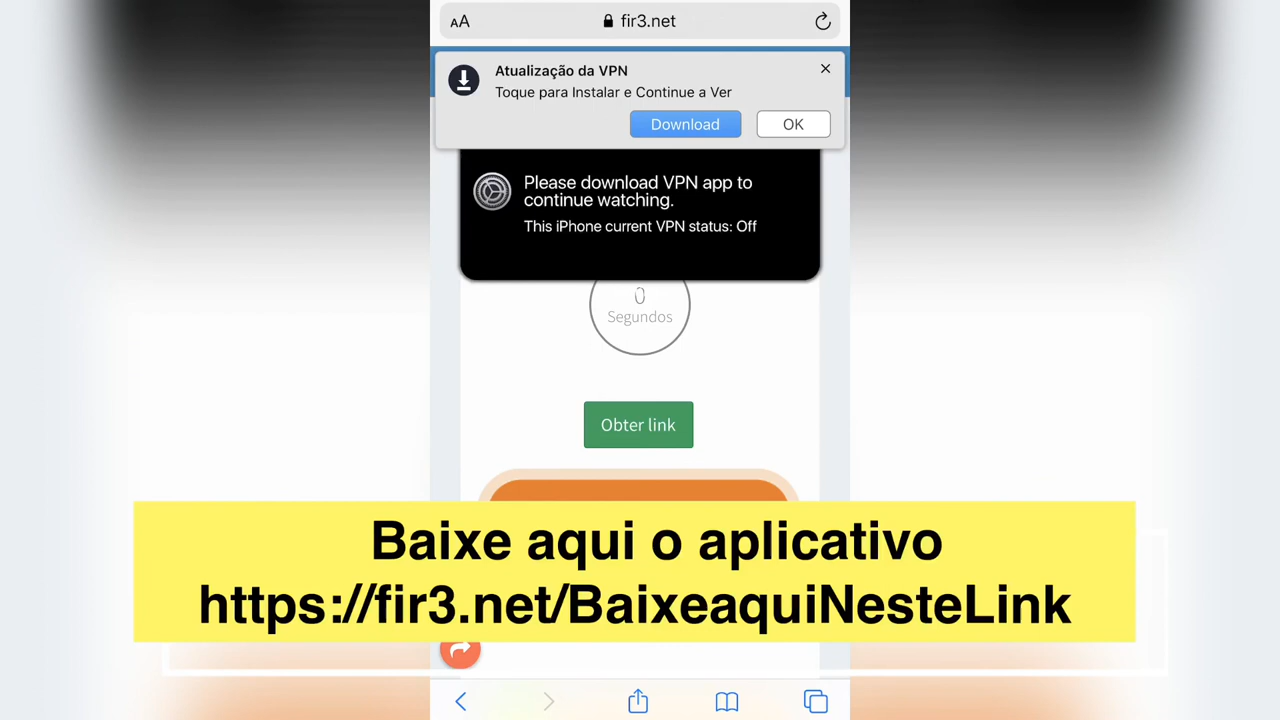 AA fir3.net
Atualização da VPN
Toque para Instalar e Continue a Ver
Download OK
Please download VPN app to
continue watching.
This iPhone current VPN status: Off
0
Segundos
Obter link
Baixe aqui o aplicativo
https://fir3.net/BaixeaquiNesteLink